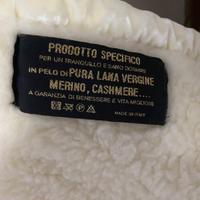 PRODOTTO SPECIFICO
PER UN TRANQUILLO E SANO DORMIRE
IN PELO DI PURA LANA VERGINE
MERINO, CASHMERE....
A GARANZIA DI BENESSERE E VITA MIGLIORE
MADE IN ITALY